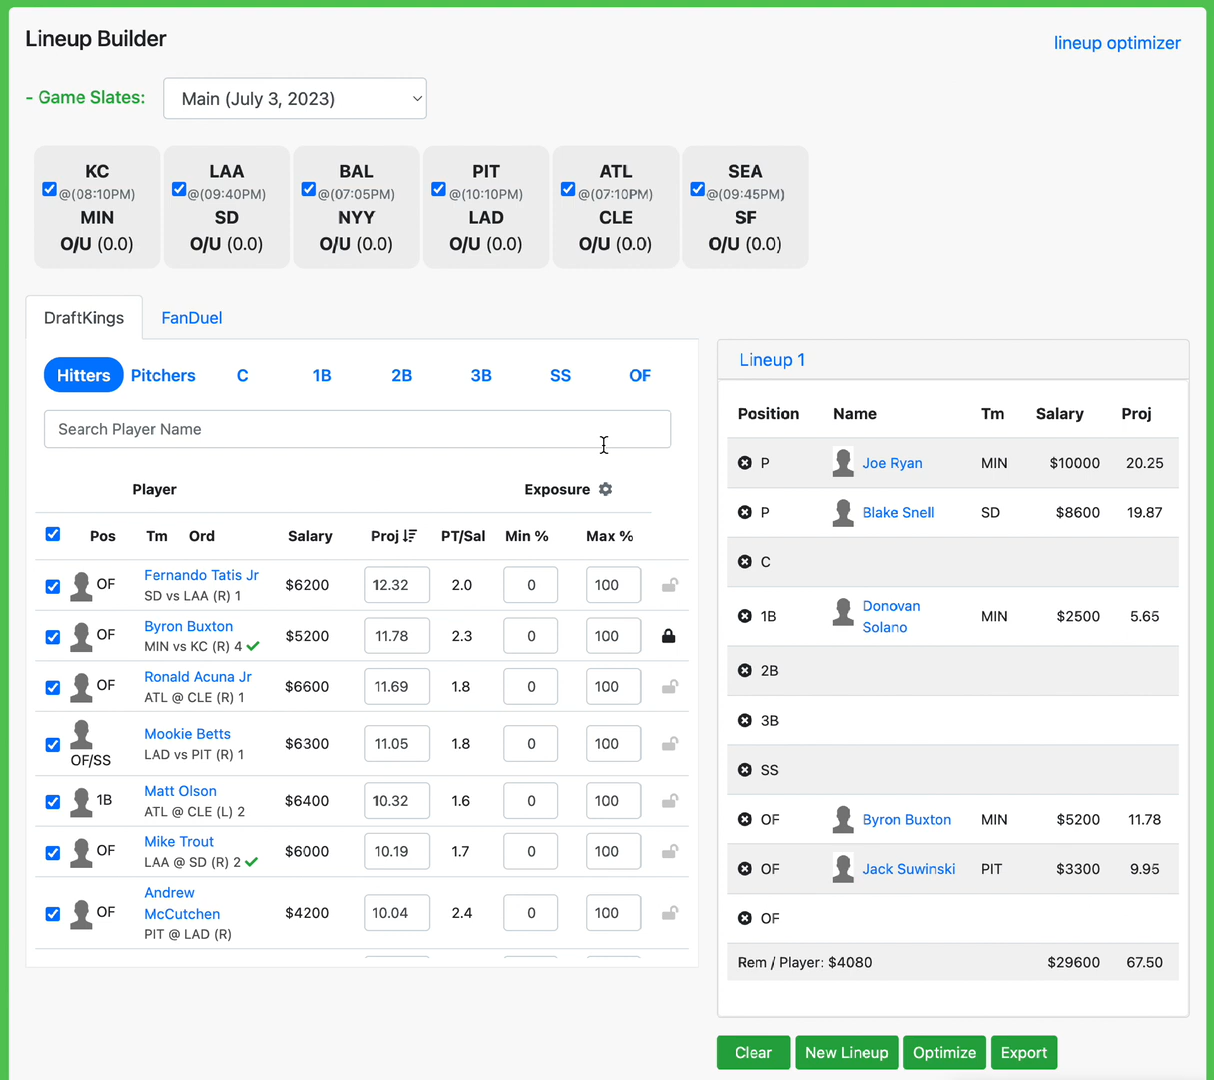 Lineup Builder
lineup optimizer
- Game Slates: Main (July 3, 2023)
KC LAA BAL PIT ATL SEA
@(08:10PM) @(09:40PM) @(07:05PM) @(10:10PM) @(07:10PM) @(09:45PM)
MIN SD NYY LAD CLE SF
O/U (0.0) O/U (0.0) O/U (0.0) O/U (0.0) O/U (0.0) O/U (0.0)
DraftKings FanDuel
Hitters Pitchers C 1B 2B 3B SS OF
Search Player Name
Player Exposure
Pos Tm Ord Salary Proj PT/Sal Min % Max %
OF Fernando Tatis Jr $6200 12.32 2.0 0 100
SD vs LAA (R) 1
OF Byron Buxton $5200 11.78 2.3 0 100
MIN vs KC (R) 4
OF Ronald Acuna Jr $6600 11.69 1.8 0 100
ATL @ CLE (R) 1
OF/SS Mookie Betts $6300 11.05 1.8 0 100
LAD vs PIT (R) 1
1B Matt Olson $6400 10.32 1.6 0 100
ATL @ CLE (L) 2
OF Mike Trout $6000 10.19 1.7 0 100
LAA @ SD (R) 2
OF Andrew McCutchen $4200 10.04 2.4 0 100
PIT @ LAD (R)
Lineup 1
Position Name Tm Salary Proj
P Joe Ryan MIN $10000 20.25
P Blake Snell SD $8600 19.87
C
1B Donovan Solano MIN $2500 5.65
2B
3B
SS
OF Byron Buxton MIN $5200 11.78
OF Jack Suwinski PIT $3300 9.95
OF
Rem / Player: $4080 $29600 67.50
Clear New Lineup Optimize Export